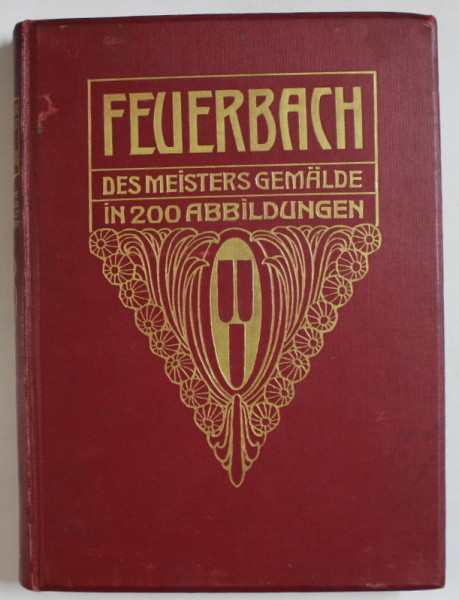 FEUERBACH
DES MEISTERS GEMÄLDE
IN 200 ABBILDUNGEN